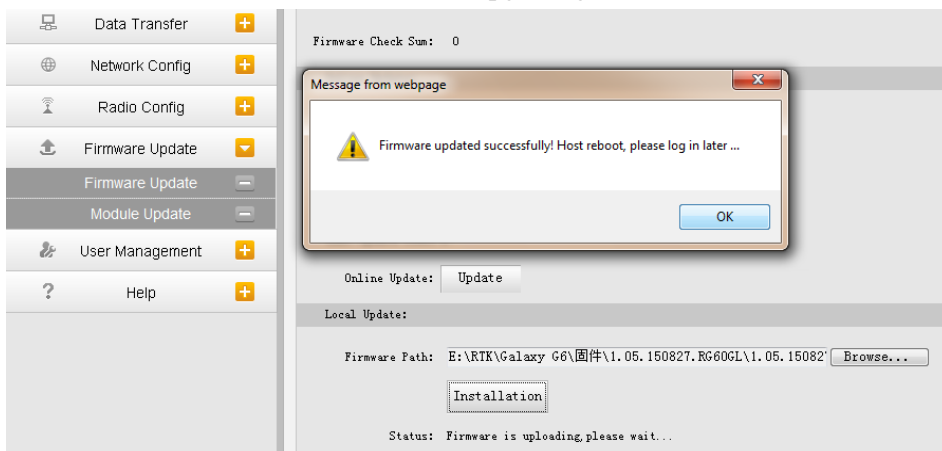 Data Transfer
Network Config
Radio Config
Firmware Update
Firmware Update
Module Update
User Management
? Help
Firmware Check Sum: 0
Message from webpage
Firmware updated successfully! Host reboot, please log in later ...
OK
Online Update: Update
Local Update:
Firmware Path: E:\RTK\Galaxy G6\固件\1.05.150827.RG60GL\1.05.15082 Browse...
Installation
Status: Firmware is uploading,please wait...